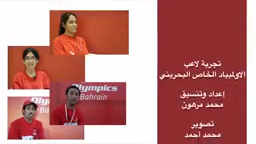 تجربة لاعب
الاولمبياد الخاص البحريني
إعداد وتنسيق
محمد مرهون
تصوير
محمد أحمد
Olympics
Bahrain